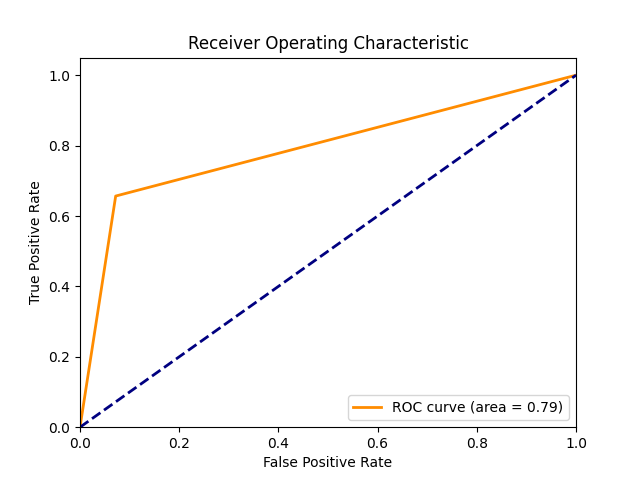 Receiver Operating Characteristic
True Positive Rate
1.0
0.8
0.6
0.4
0.2
0.0
ROC curve (area = 0.79)
0.0 0.2 0.4 0.6 0.8 1.0
False Positive Rate